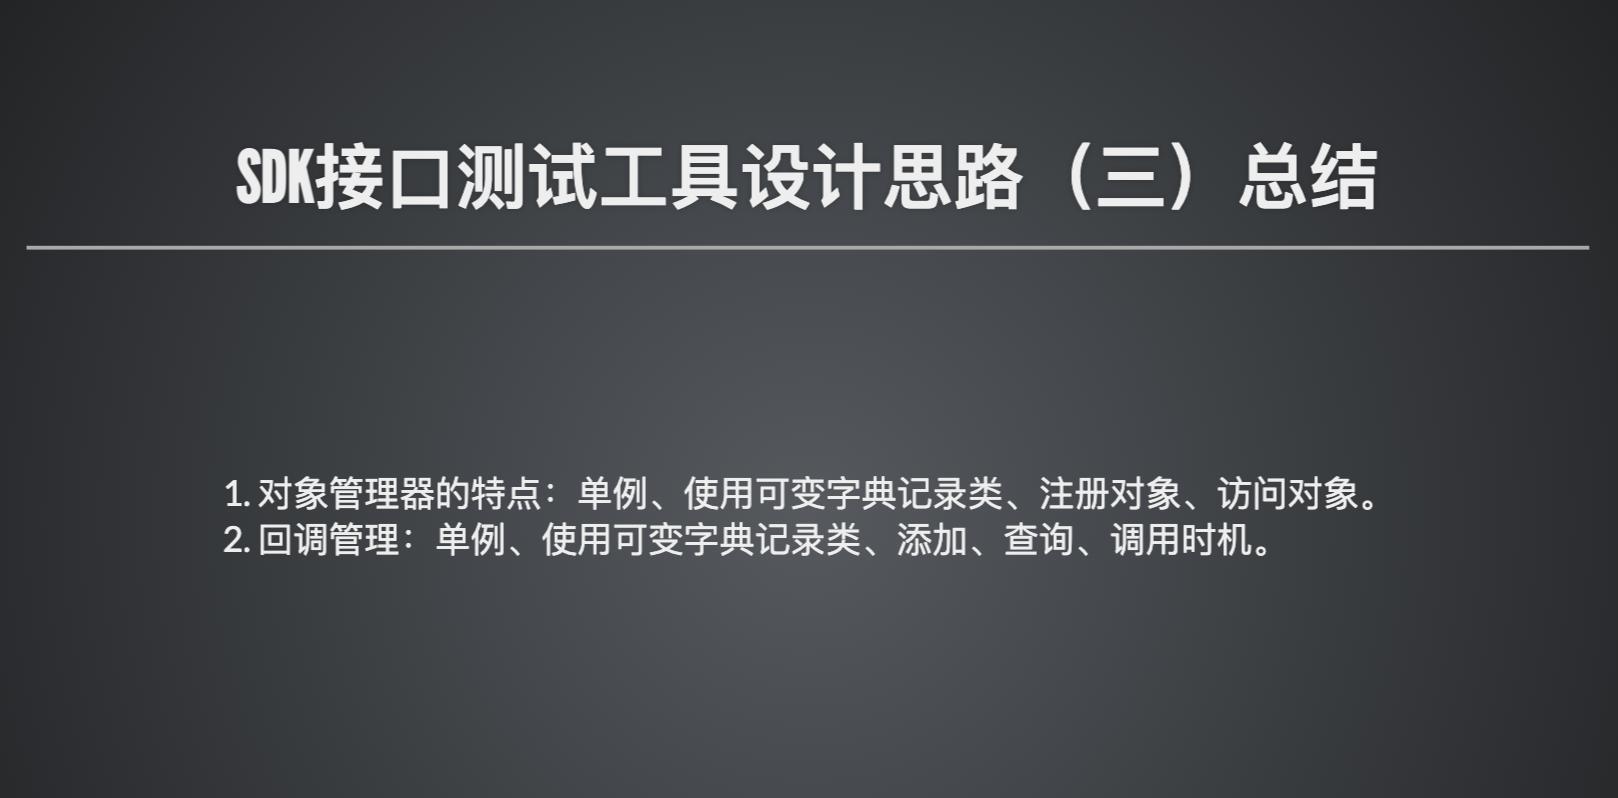 SDK接口测试工具设计思路（三）总结
1. 对象管理器的特点：单例、使用可变字典记录类、注册对象、访问对象。
2. 回调管理：单例、使用可变字典记录类、添加、查询、调用时机。